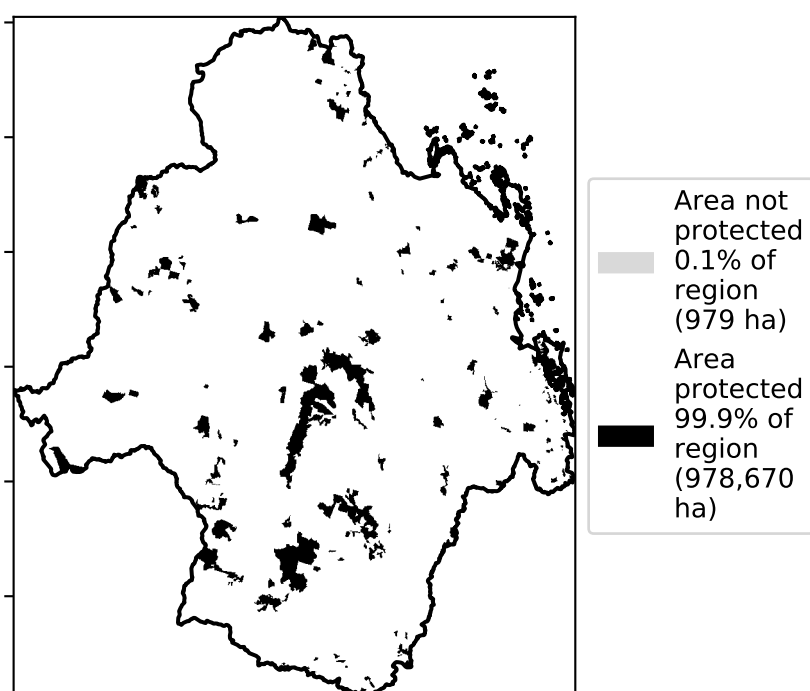 Area not
protected
0.1% of
region
(979 ha)
Area
protected
99.9% of
region
(978,670
ha)